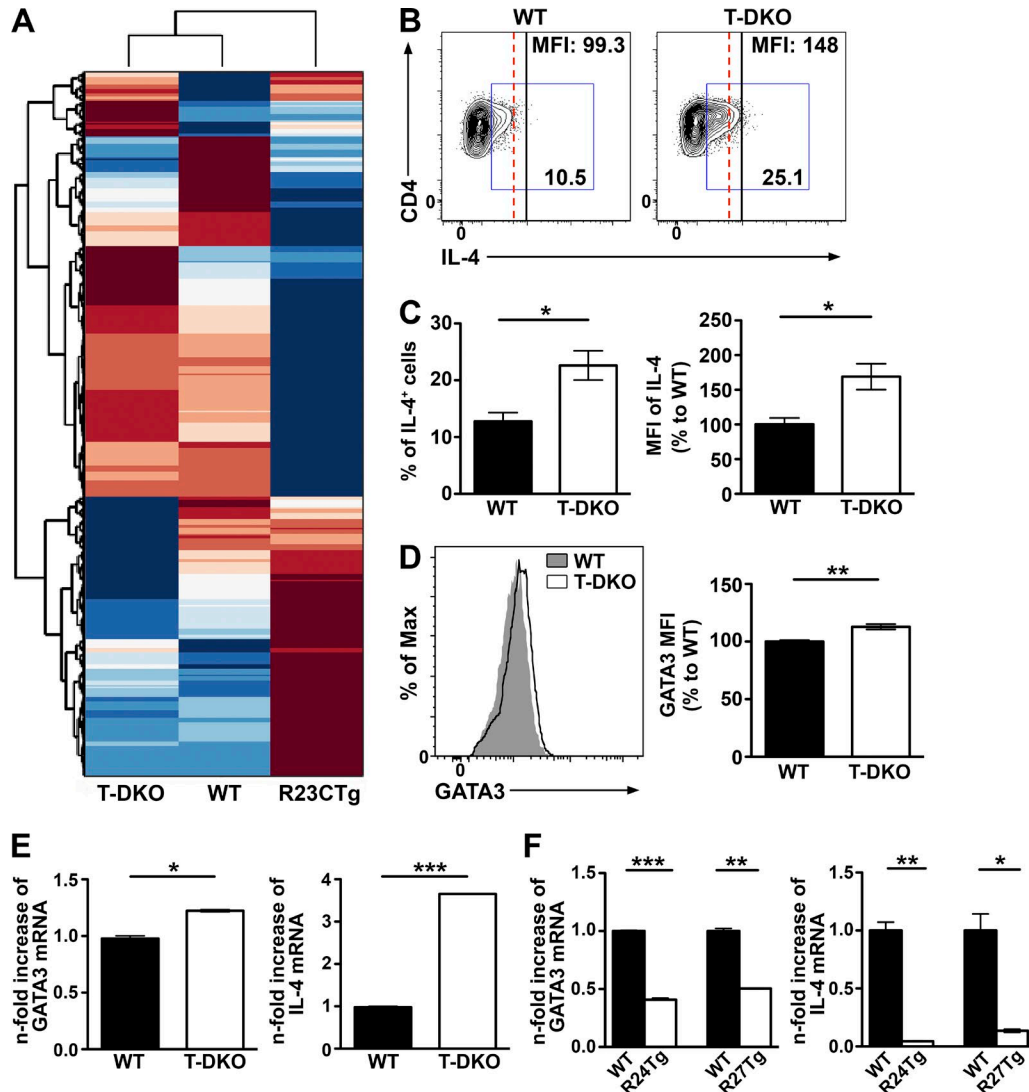 A
T-DKO WT R23CTg
B
WT T-DKO
MFI: 99.3 MFI: 148
10.5 25.1
CD4
0 0
0 0
IL-4
C
% of IL-4+ cells
30
20
10
0
WT T-DKO
*
MFI of IL-4
(% to WT)
250
200
150
100
50
0
WT T-DKO
*
D
% of Max
WT
T-DKO
0
0
GATA3
GATA3 MFI
(% to WT)
150
100
50
0
WT T-DKO
**
E
n-fold increase of
GATA3 mRNA
1.5
1.0
0.5
0.0
WT T-DKO
*
n-fold increase of
IL-4 mRNA
4
3
2
1
0
WT T-DKO
***
F
n-fold increase of
GATA3 mRNA
1.5
1.0
0.5
0.0
WT R24Tg WT R27Tg
*** **
n-fold increase of
IL-4 mRNA
1.5
1.0
0.5
0.0
WT R24Tg WT R27Tg
** *